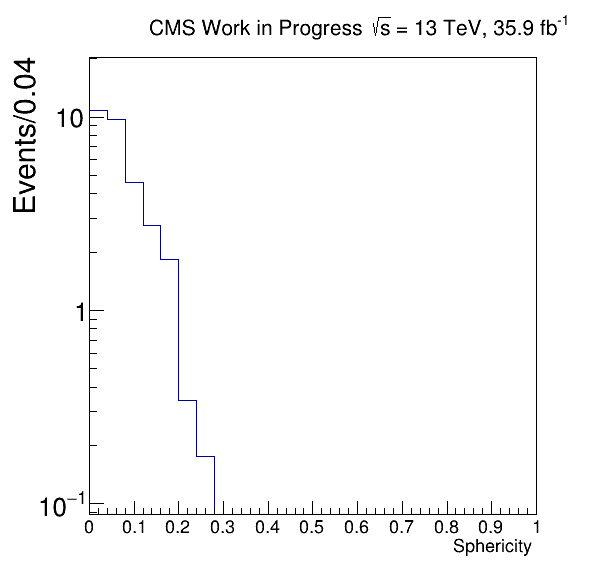 CMS Work in Progress √s = 13 TeV, 35.9 fb⁻¹
Events/0.04
10
1
10⁻¹
0 0.1 0.2 0.3 0.4 0.5 0.6 0.7 0.8 0.9 1
Sphericity